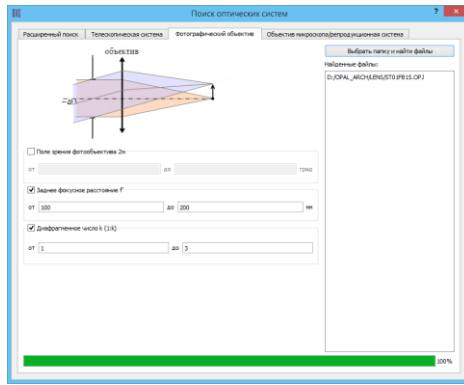 Поиск оптических систем
? ×
Расширенный поиск
Телескопическая система
Фотографический объектив
Объектив микроскопа/репродукционная система
объектив
Выбрать папку и найти файлы
Найденные файлы:
D:/OPAL_ARCH/LENS/ST01FB1S.OPJ
Поле зрения фотообъектива 2w
от до град
Заднее фокусное расстояние f'
от 100 до 200 мм
Диафрагменное число k (1:k)
от 1 до 3
100%